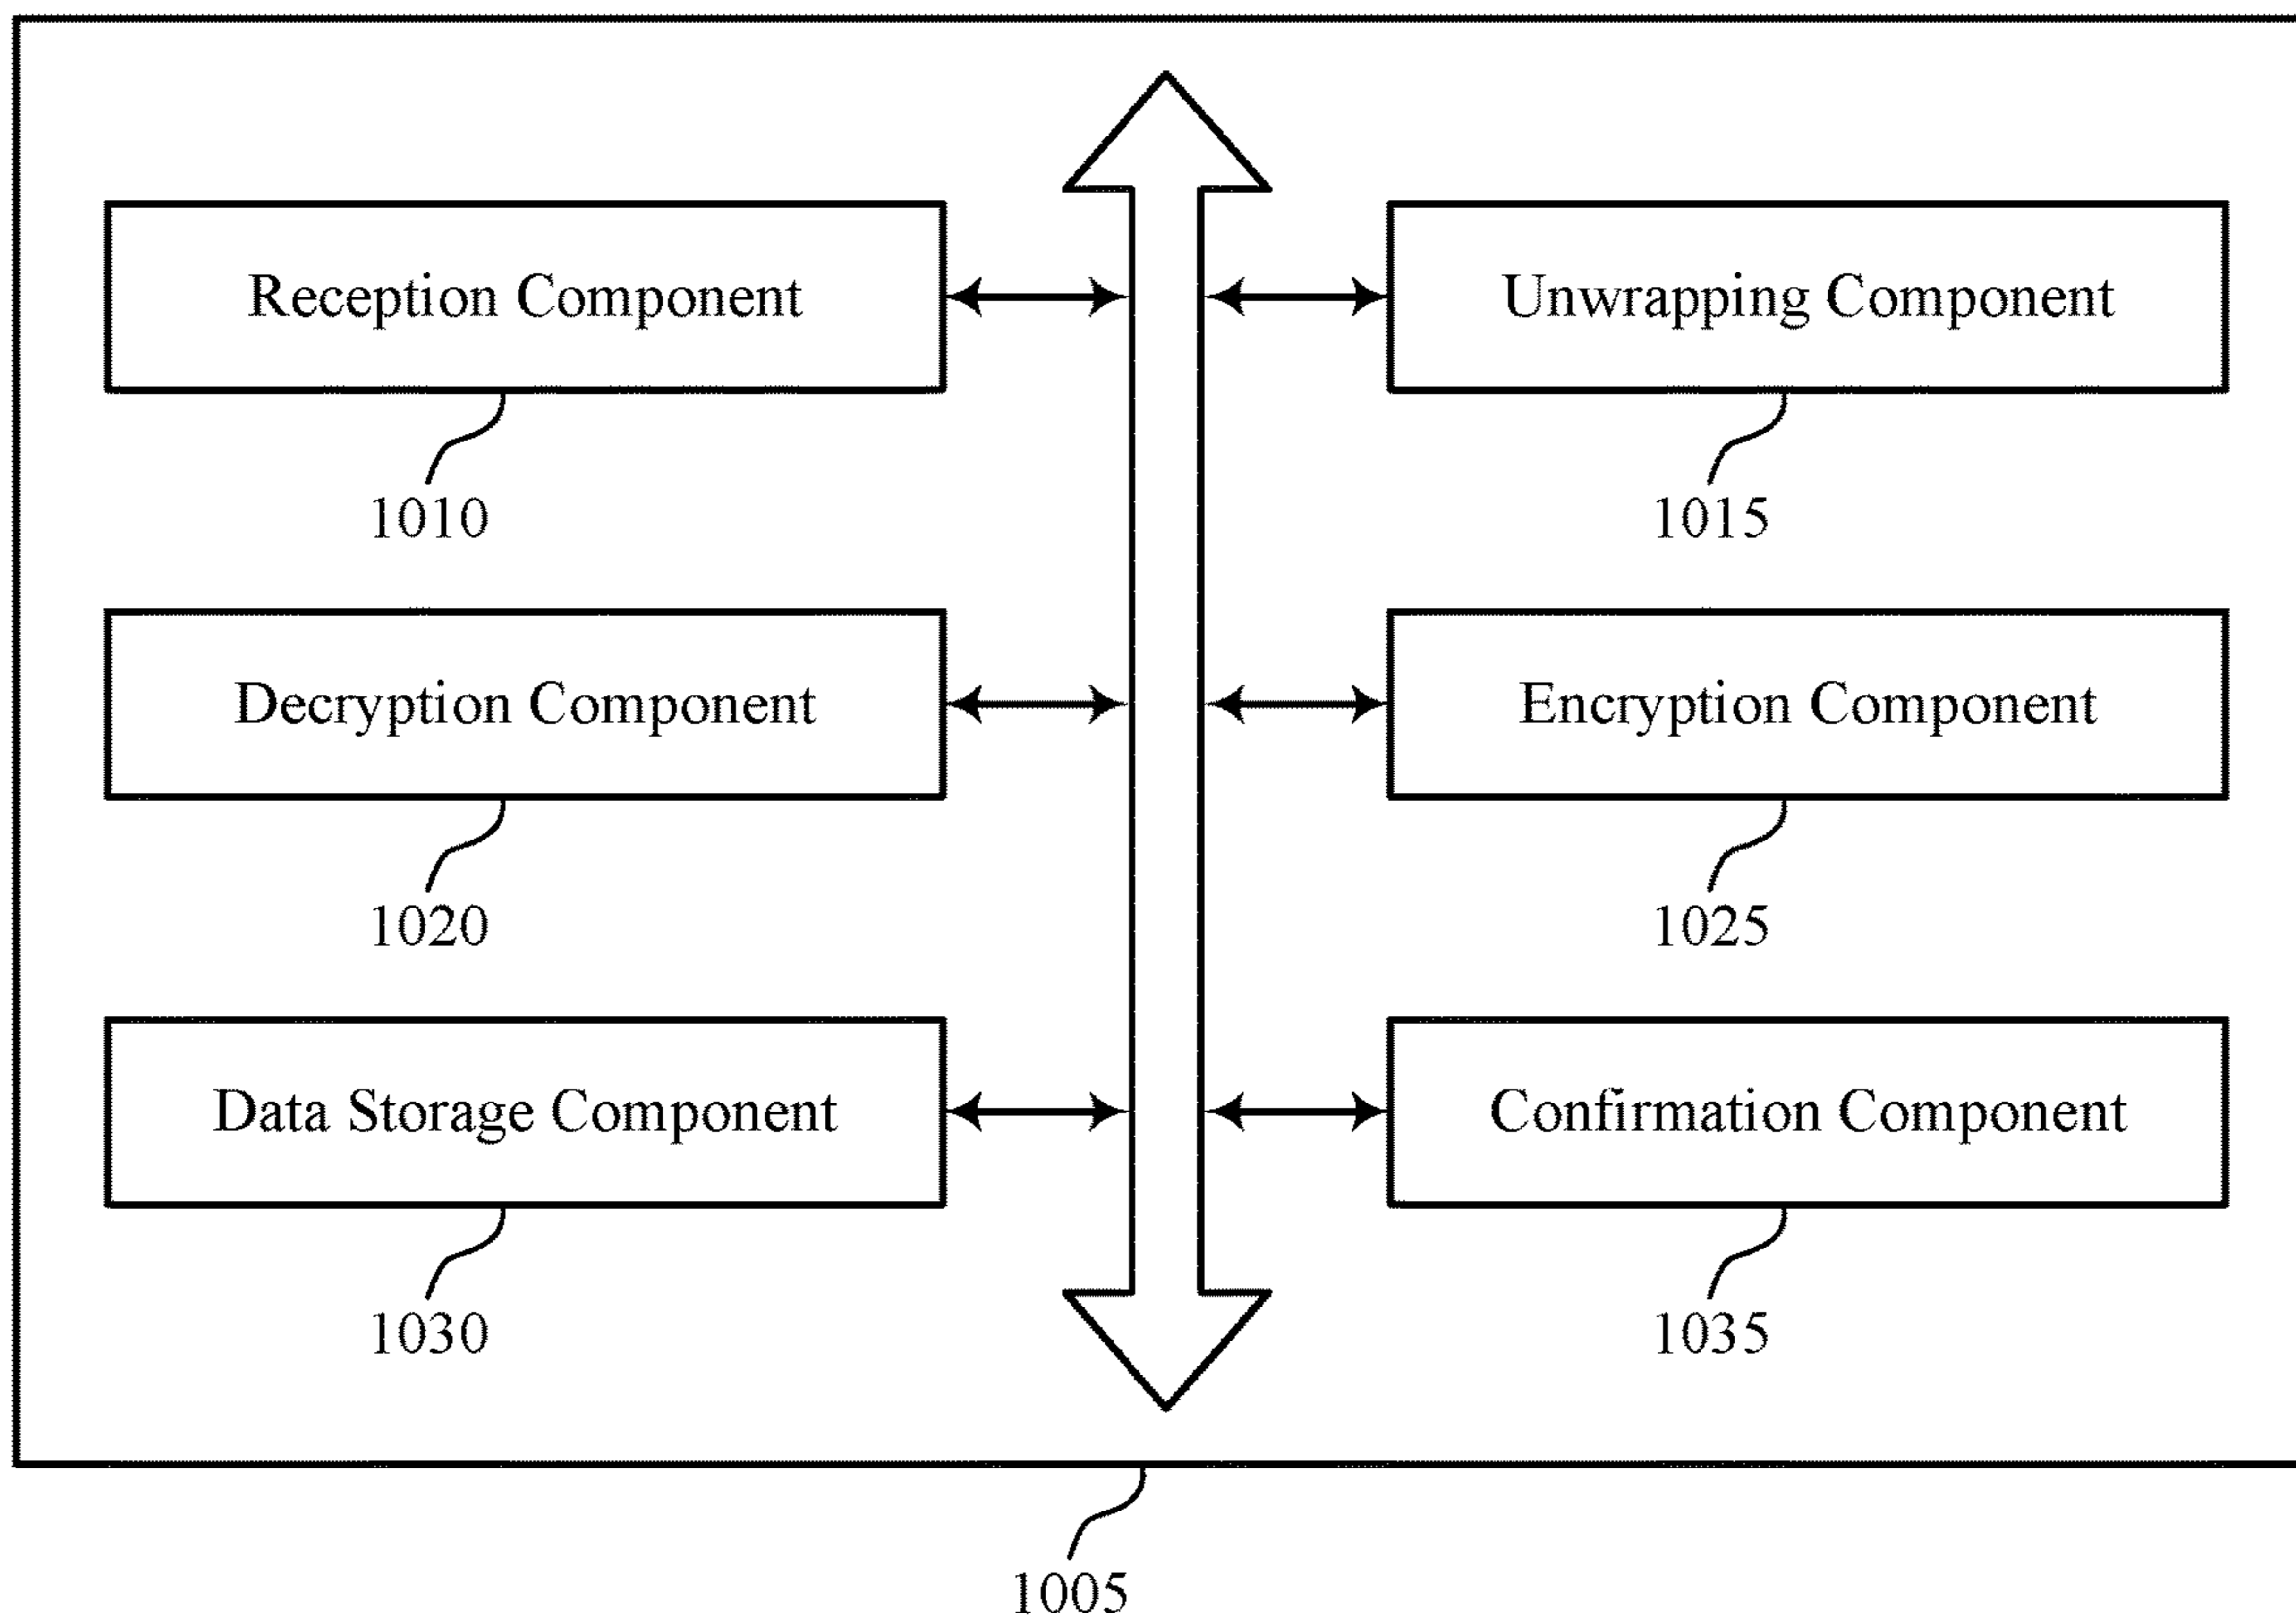 Reception Component
Unwrapping Component
1010
1015
Decryption Component
Encryption Component
1020
1025
Data Storage Component
Confirmation Component
1030
1035
1005